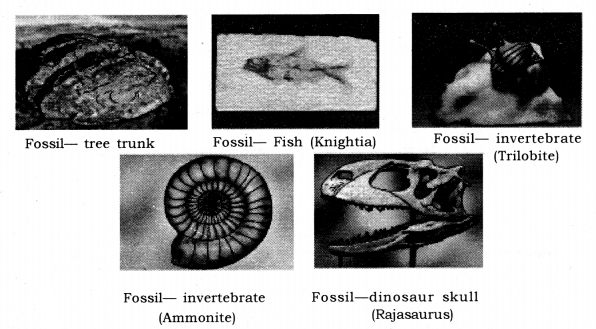 Fossil— tree trunk
Fossil— Fish (Knightia)
Fossil— invertebrate
(Trilobite)
Fossil— invertebrate
(Ammonite)
Fossil—dinosaur skull
(Rajasaurus)